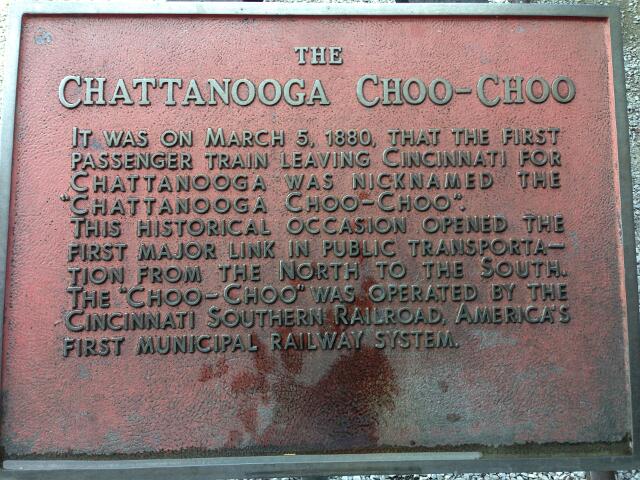 THE
CHATTANOOGA CHOO-CHOO
IT WAS ON MARCH 5, 1880, THAT THE FIRST
PASSENGER TRAIN LEAVING CINCINNATI FOR
CHATTANOOGA WAS NICKNAMED THE
"CHATTANOOGA CHOO-CHOO".
THIS HISTORICAL OCCASION OPENED THE
FIRST MAJOR LINK IN PUBLIC TRANSPORTA-
TION FROM THE NORTH TO THE SOUTH.
THE "CHOO-CHOO" WAS OPERATED BY THE
CINCINNATI SOUTHERN RAILROAD, AMERICA'S
FIRST MUNICIPAL RAILWAY SYSTEM.